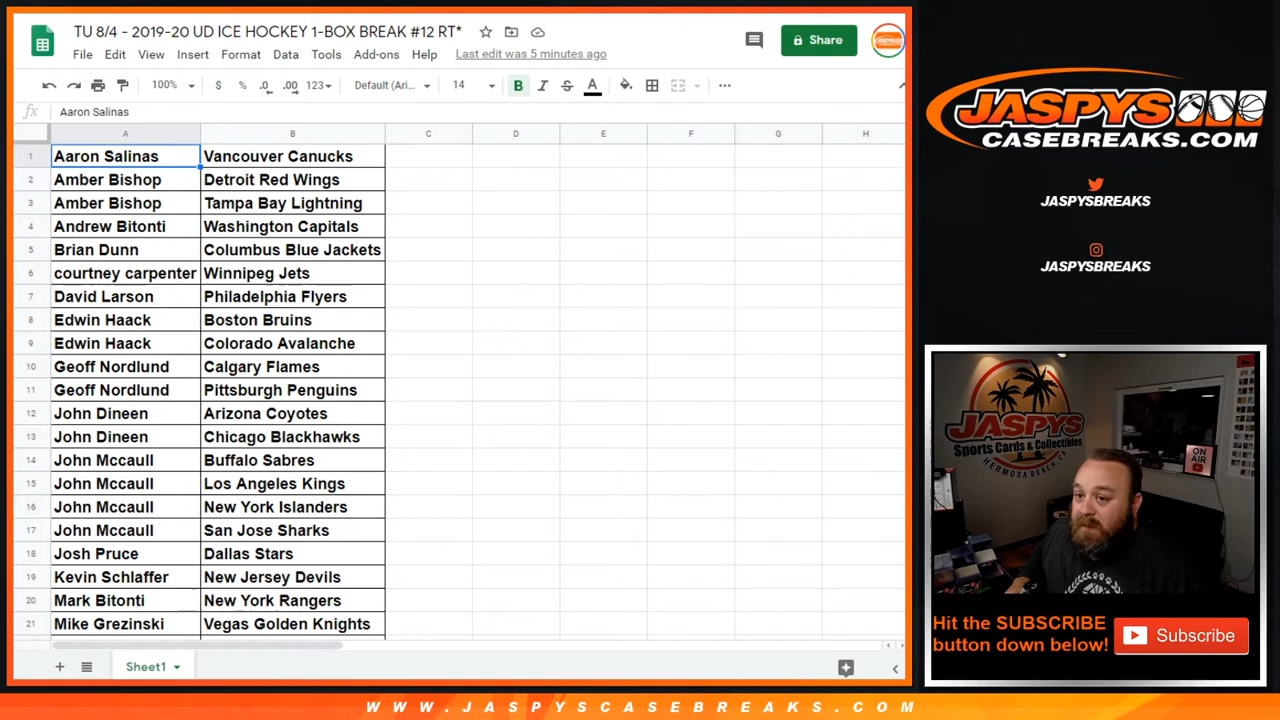 TU 8/4 - 2019-20 UD ICE HOCKEY 1-BOX BREAK #12 RT*
File Edit View Insert Format Data Tools Add-ons Help Last edit was 5 minutes ago
Share
100% $ % .0 .00 123 Default (Ari... 14 B I S A
fx Aaron Salinas
A B C D E F G H
1 Aaron Salinas Vancouver Canucks
2 Amber Bishop Detroit Red Wings
3 Amber Bishop Tampa Bay Lightning
4 Andrew Bitonti Washington Capitals
5 Brian Dunn Columbus Blue Jackets
6 courtney carpenter Winnipeg Jets
7 David Larson Philadelphia Flyers
8 Edwin Haack Boston Bruins
9 Edwin Haack Colorado Avalanche
10 Geoff Nordlund Calgary Flames
11 Geoff Nordlund Pittsburgh Penguins
12 John Dineen Arizona Coyotes
13 John Dineen Chicago Blackhawks
14 John Mccaull Buffalo Sabres
15 John Mccaull Los Angeles Kings
16 John Mccaull New York Islanders
17 John Mccaull San Jose Sharks
18 Josh Pruce Dallas Stars
19 Kevin Schlaffer New Jersey Devils
20 Mark Bitonti New York Rangers
21 Mike Grezinski Vegas Golden Knights
Sheet1
JASPYS
CASEBREAKS.COM
JASPYSBREAKS
JASPYSBREAKS
JASPYS
Sports Cards & Collectibles
HERMOSA BEACH, CA
ON
AIR
Hit the SUBSCRIBE
button down below!
Subscribe
WWW.JASPYSCASEBREAKS.COM